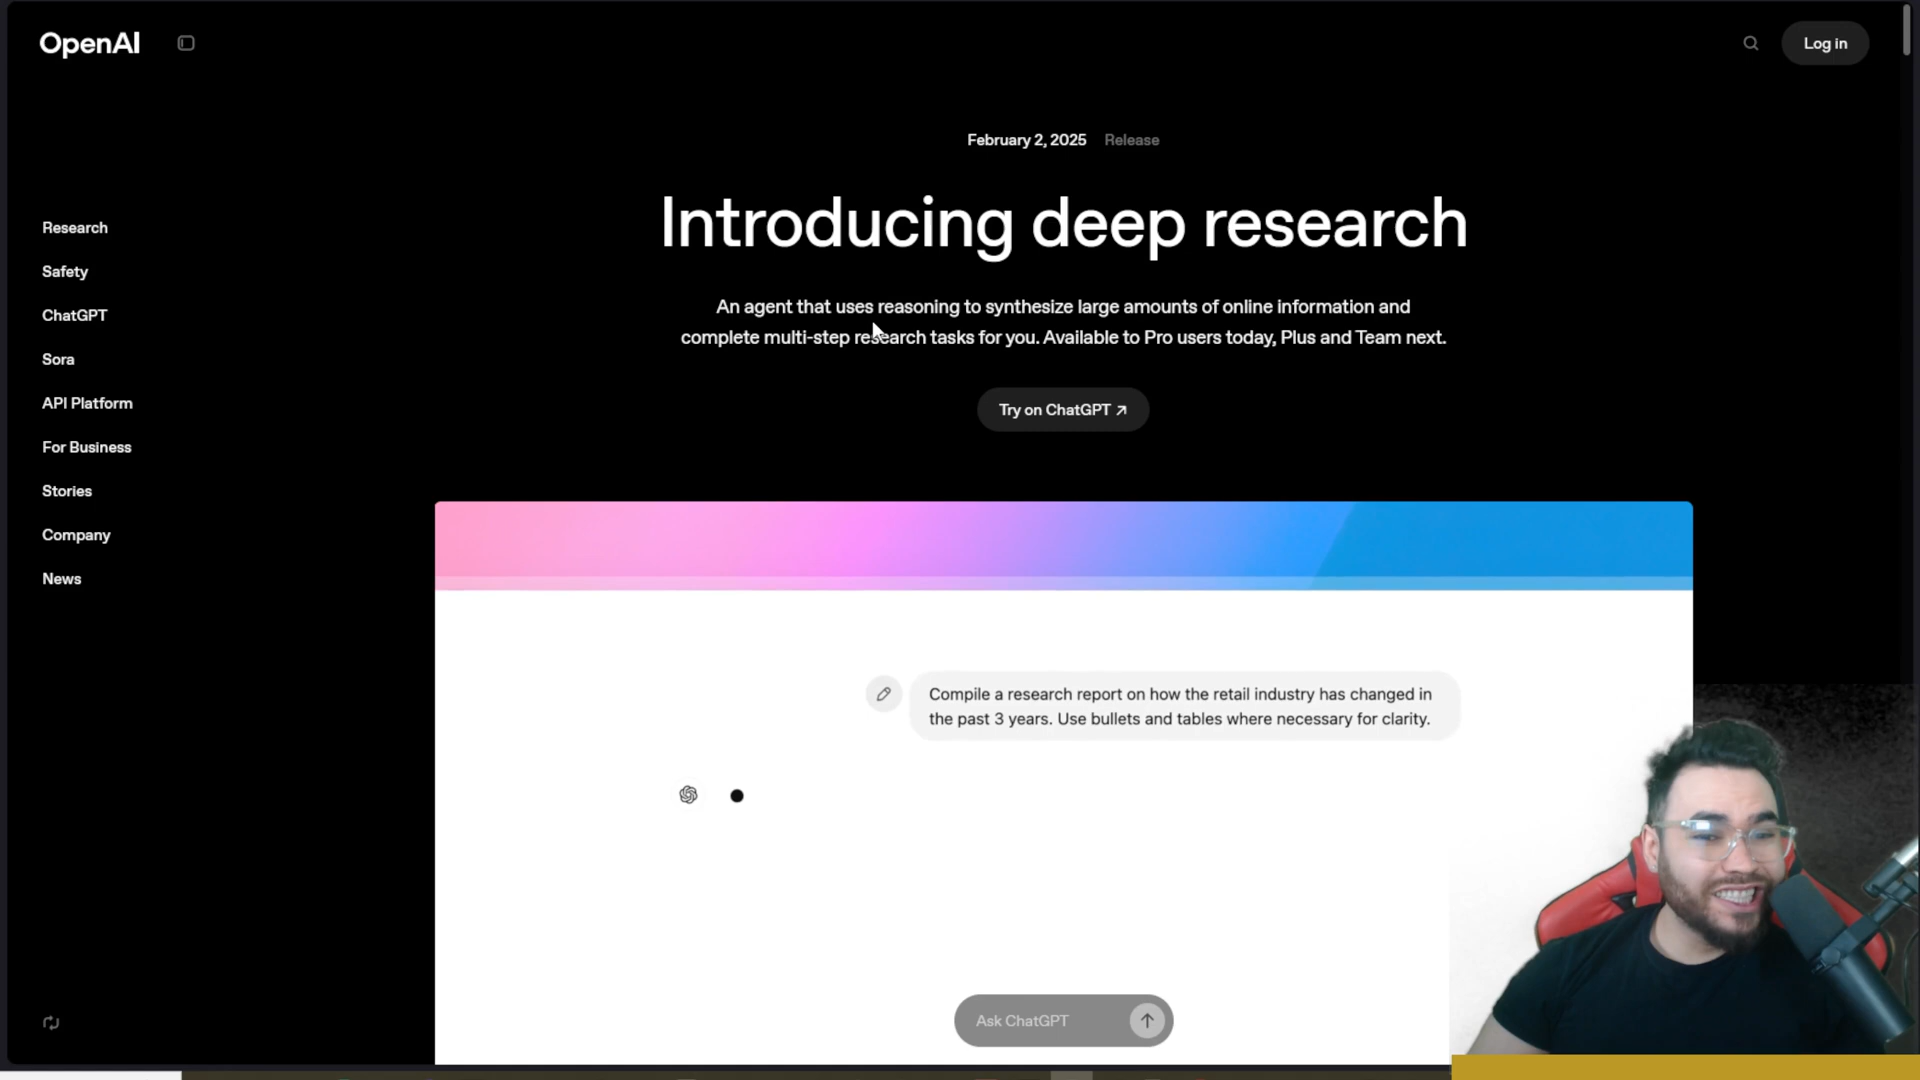 OpenAI
Log in
February 2, 2025 Release
Introducing deep research
An agent that uses reasoning to synthesize large amounts of online information and
complete multi-step research tasks for you. Available to Pro users today, Plus and Team next.
Try on ChatGPT ↗
Research
Safety
ChatGPT
Sora
API Platform
For Business
Stories
Company
News
Compile a research report on how the retail industry has changed in
the past 3 years. Use bullets and tables where necessary for clarity.
Ask ChatGPT